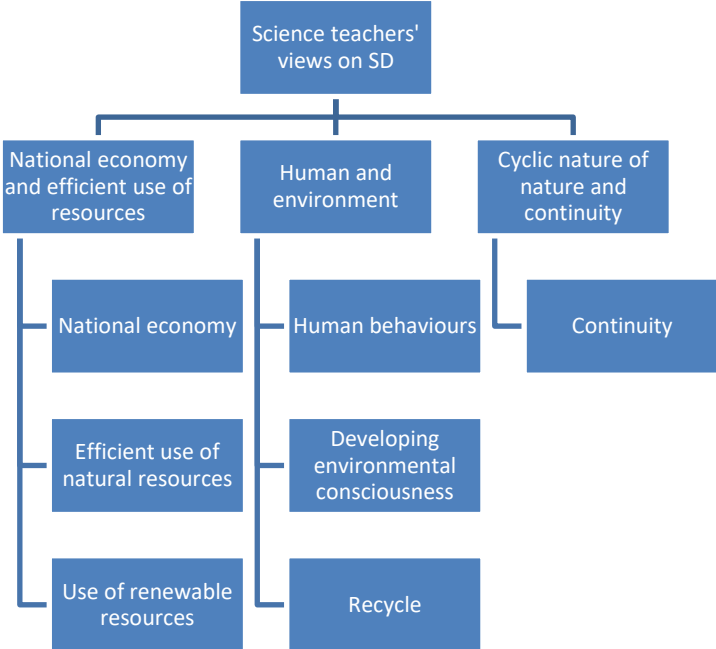 Science teachers'
views on SD
National economy
and efficient use of
resources
Human and
environment
Cyclic nature of
nature and
continuity
National economy
Human behaviours
Continuity
Efficient use of
natural resources
Developing
environmental
consciousness
Use of renewable
resources
Recycle